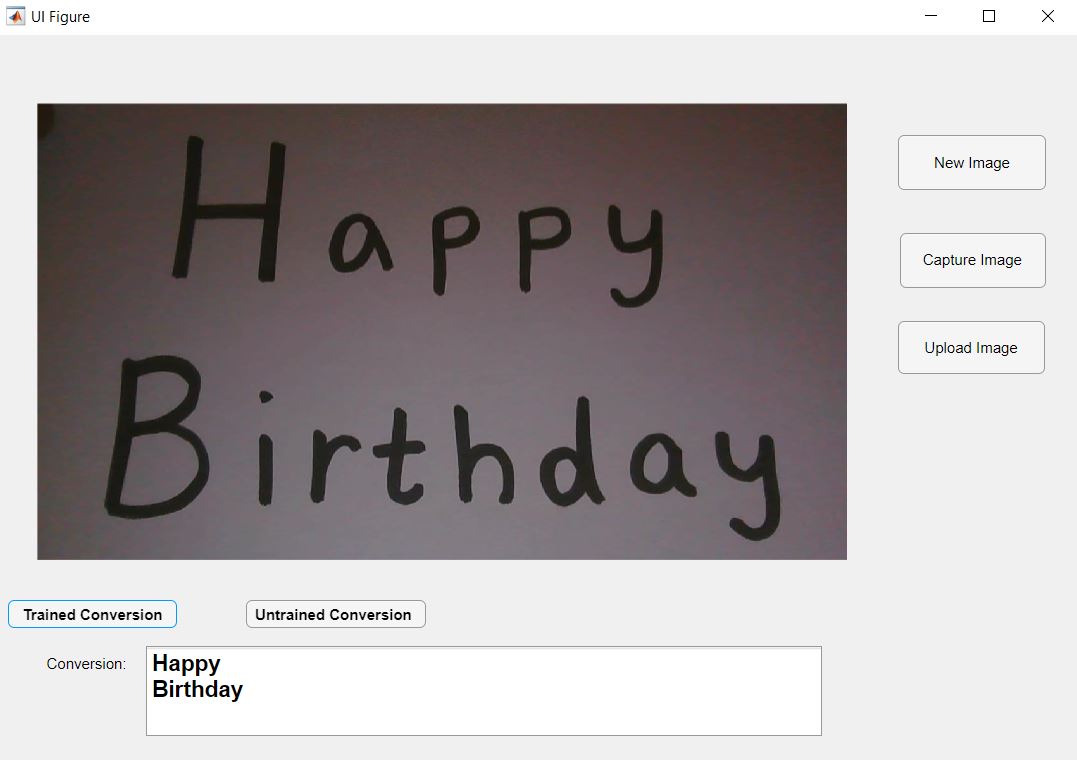 UI Figure
Happy
Birthday
New Image
Capture Image
Upload Image
Trained Conversion
Untrained Conversion
Conversion:
Happy
Birthday